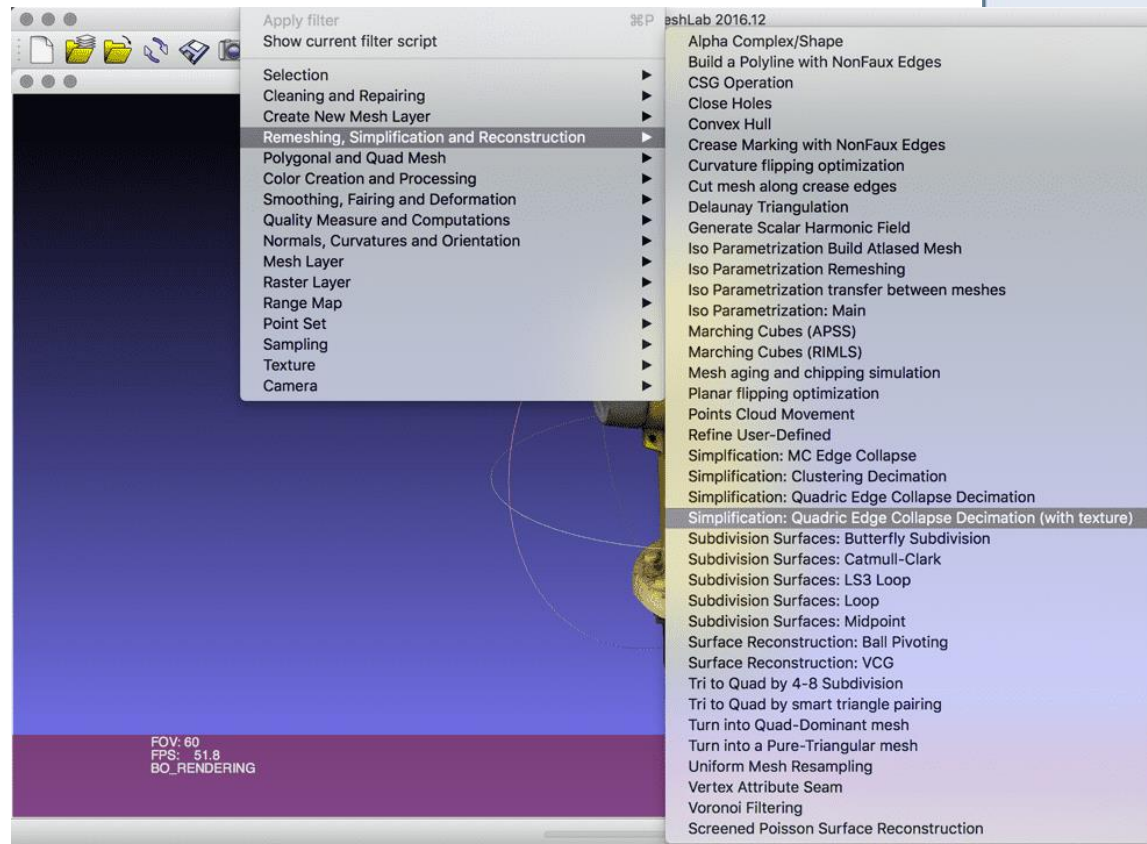 Apply filter ⌘P
eshLab 2016.12
Show current filter script
Selection
Cleaning and Repairing
Create New Mesh Layer
Remeshing, Simplification and Reconstruction
Polygonal and Quad Mesh
Color Creation and Processing
Smoothing, Fairing and Deformation
Quality Measure and Computations
Normals, Curvatures and Orientation
Mesh Layer
Raster Layer
Range Map
Point Set
Sampling
Texture
Camera
Alpha Complex/Shape
Build a Polyline with NonFaux Edges
CSG Operation
Close Holes
Convex Hull
Crease Marking with NonFaux Edges
Curvature flipping optimization
Cut mesh along crease edges
Delaunay Triangulation
Generate Scalar Harmonic Field
Iso Parametrization Build Atlased Mesh
Iso Parametrization Remeshing
Iso Parametrization transfer between meshes
Iso Parametrization: Main
Marching Cubes (APSS)
Marching Cubes (RIMLS)
Mesh aging and chipping simulation
Planar flipping optimization
Points Cloud Movement
Refine User-Defined
Simplfication: MC Edge Collapse
Simplification: Clustering Decimation
Simplification: Quadric Edge Collapse Decimation
Simplification: Quadric Edge Collapse Decimation (with texture)
Subdivision Surfaces: Butterfly Subdivision
Subdivision Surfaces: Catmull-Clark
Subdivision Surfaces: LS3 Loop
Subdivision Surfaces: Loop
Subdivision Surfaces: Midpoint
Surface Reconstruction: Ball Pivoting
Surface Reconstruction: VCG
Tri to Quad by 4-8 Subdivision
Tri to Quad by smart triangle pairing
Turn into Quad-Dominant mesh
Turn into a Pure-Triangular mesh
Uniform Mesh Resampling
Vertex Attribute Seam
Voronoi Filtering
Screened Poisson Surface Reconstruction
FOV: 60
FPS: 51.8
BO_RENDERING